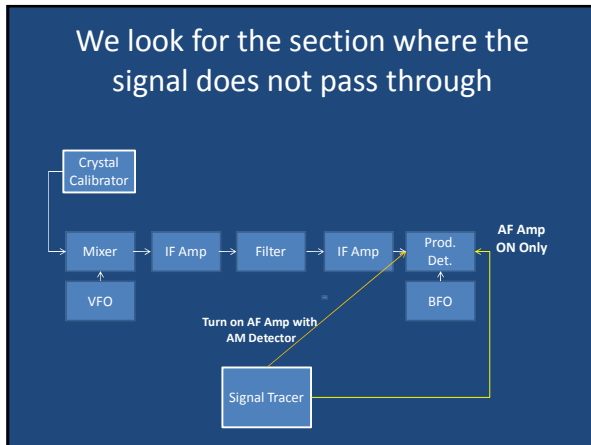 We look for the section where the
signal does not pass through
Crystal
Calibrator
AF Amp
ON Only
Mixer
IF Amp
Filter
IF Amp
Prod.
Det.
VFO
BFO
Turn on AF Amp with
AM Detector
Signal Tracer